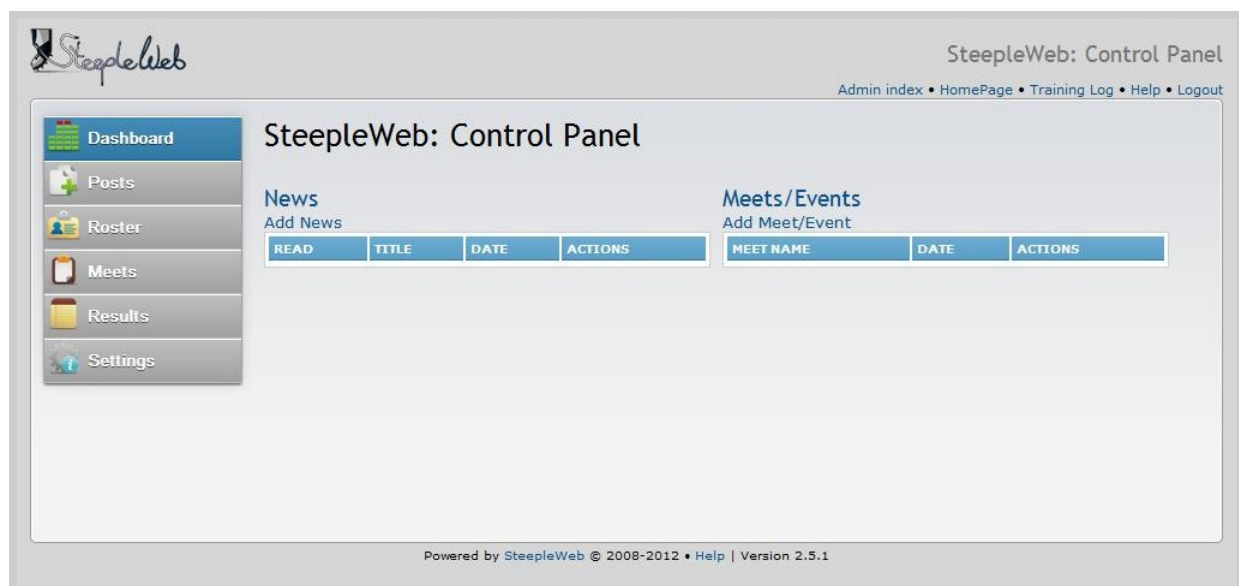 SteepleWeb
SteepleWeb: Control Panel
Admin index • HomePage • Training Log • Help • Logout
Dashboard
Posts
Roster
Meets
Results
Settings
SteepleWeb: Control Panel
News
Add News
READ TITLE DATE ACTIONS
Meets/Events
Add Meet/Event
MEET NAME DATE ACTIONS
Powered by SteepleWeb © 2008-2012 • Help | Version 2.5.1